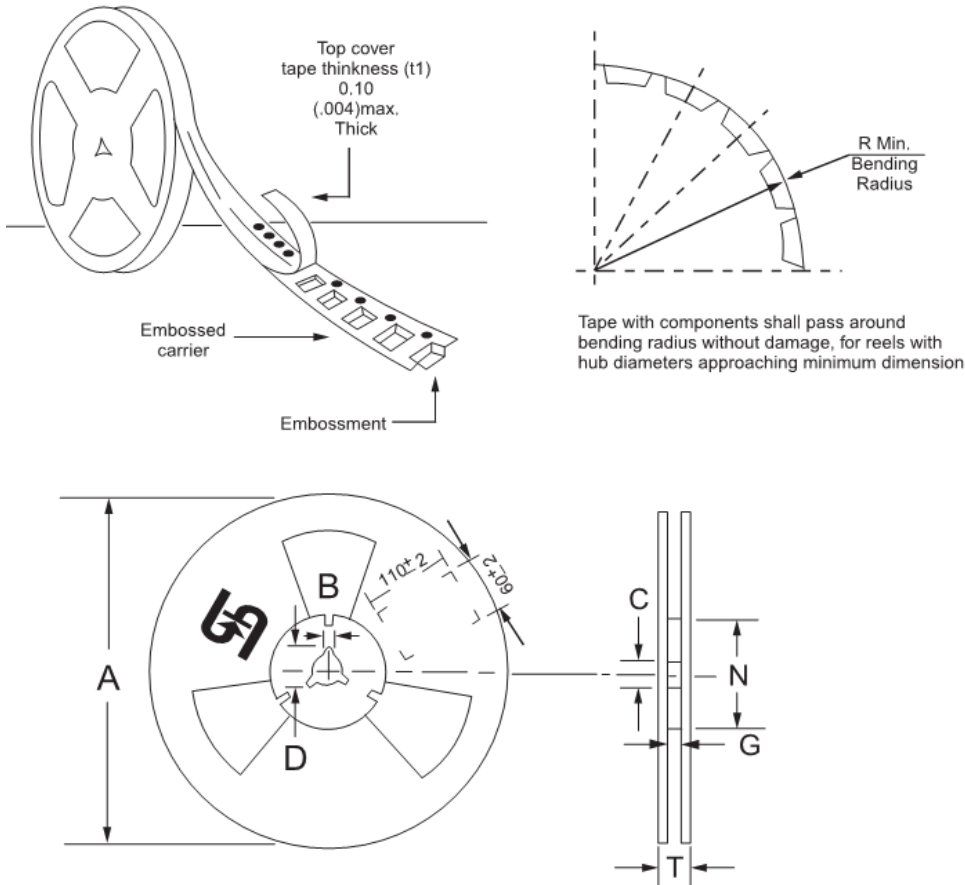 Top cover
tape thinkness (t1)
0.10
(.004)max.
Thick
R Min.
Bending
Radius
Embossed
carrier
Embossment
Tape with components shall pass around
bending radius without damage, for reels with
hub diameters approaching minimum dimension
110±2
60±2
B
C
A
N
D
G
T